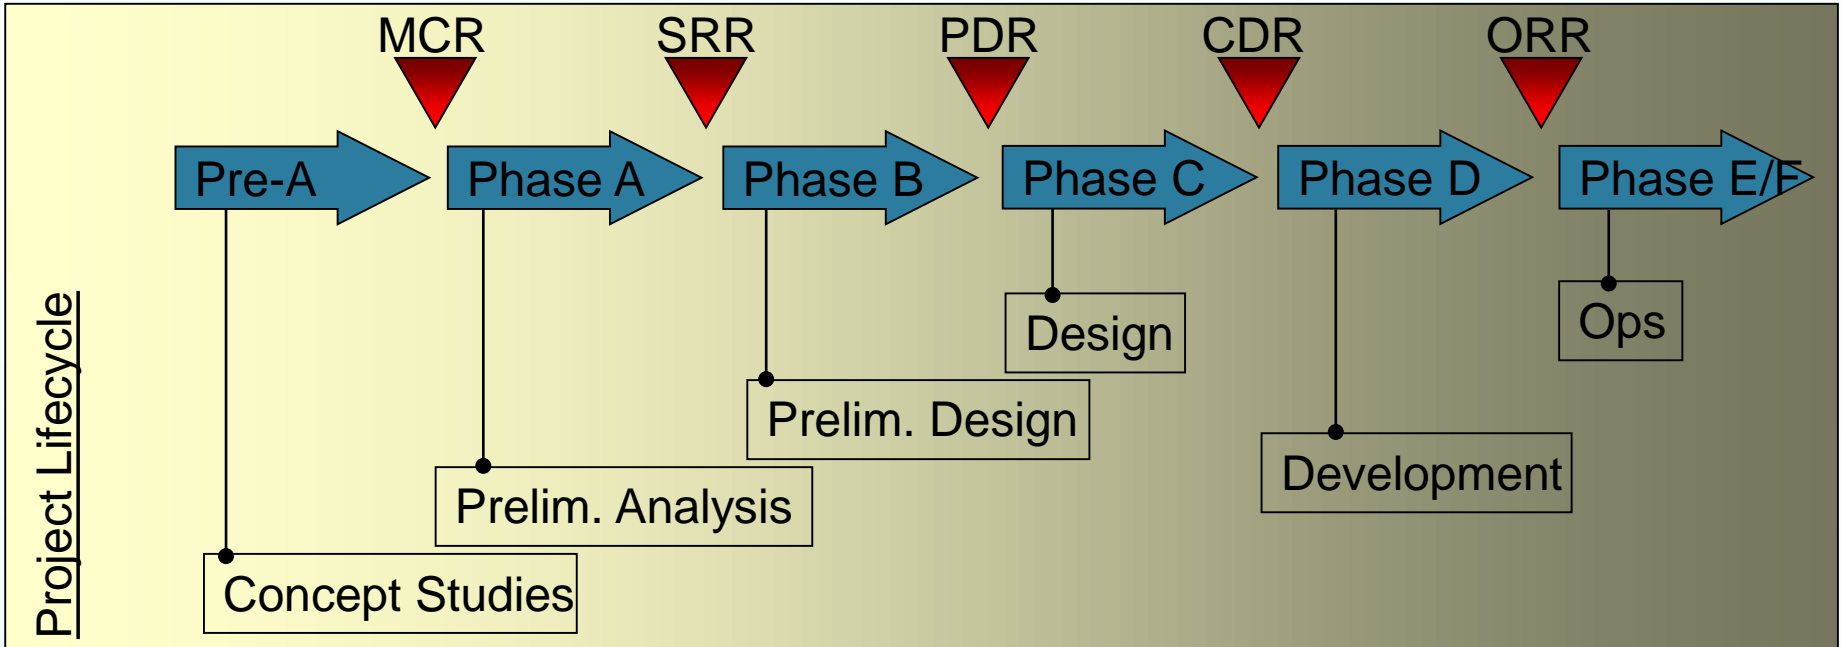 MCR
SRR
PDR
CDR
ORR
Pre-A
Phase A
Phase B
Phase C
Phase D
Phase E/F
Design
Ops
Prelim. Design
Development
Prelim. Analysis
Concept Studies
Project Lifecycle